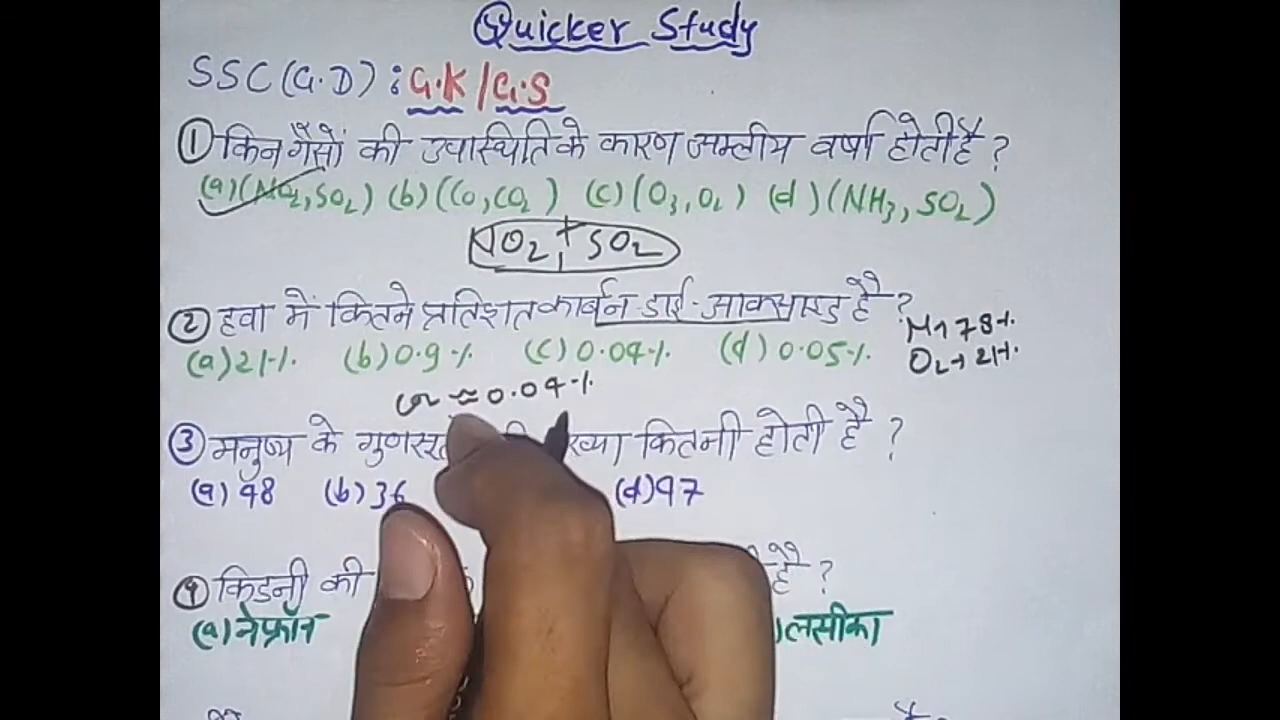 Quicker Study
SSC (G.D) : G.K / G.S
① किन गैसों की उपास्थिति के कारण अम्लीय वर्षा होती है ?
(a) (NO₂, SO₂) (b) (CO, CO₂) (c) (O₃, O₂) (d) (NH₃, SO₂)
NO₂ + SO₂
② हवा में कितने प्रतिशत कार्बन-डाई-आक्साइड है ?
(a) 21% (b) 0.9% (c) 0.04% (d) 0.05%
N→78%
O₂→21%
≈ 0.04%
③ मनुष्य के ख्या कितनी होती है ?
(a) 48 (b) 36 (d) 47
④ किडनी की है ?
(a) नेफ्रॉन लसीका